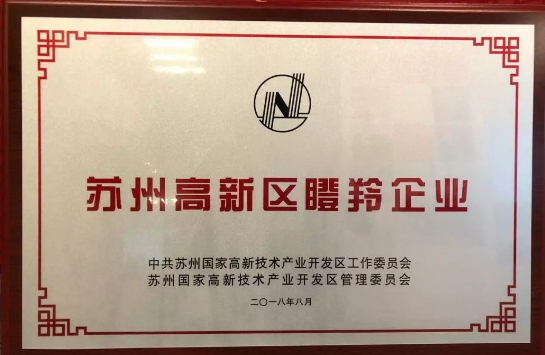 苏州高新区瞪羚企业
中共苏州国家高新技术产业开发区工作委员会
苏州国家高新技术产业开发区管理委员会
二〇一八年八月